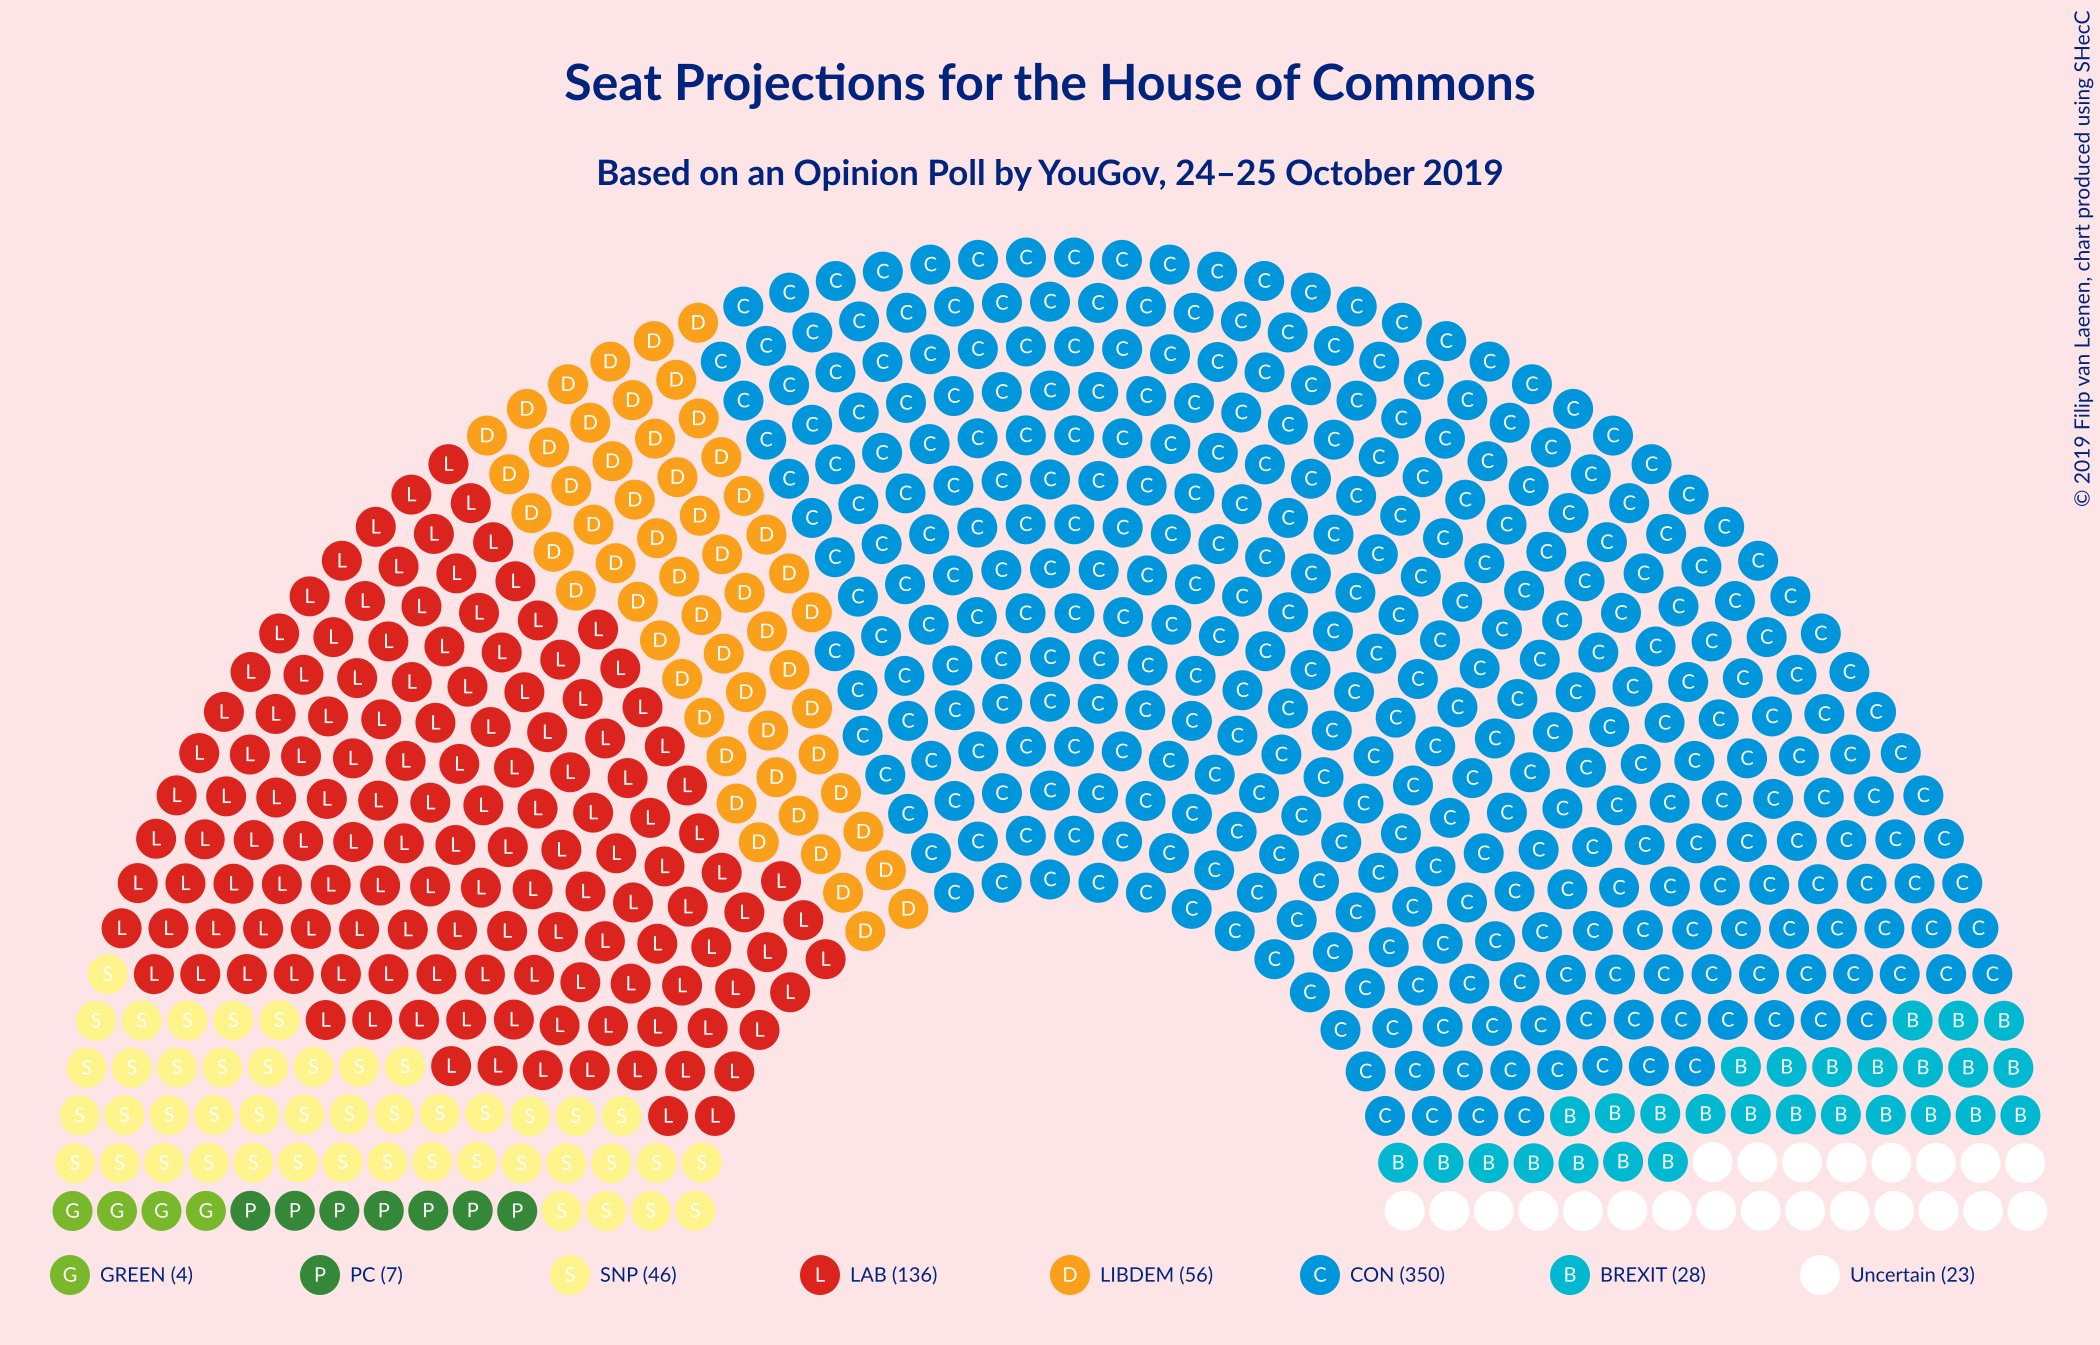 Seat Projections for the House of Commons
Based on an Opinion Poll by YouGov, 24–25 October 2019
© 2019 Filip van Laenen, chart produced using SHecC
G GREEN (4)
P PC (7)
S SNP (46)
L LAB (136)
D LIBDEM (56)
C CON (350)
B BREXIT (28)
Uncertain (23)